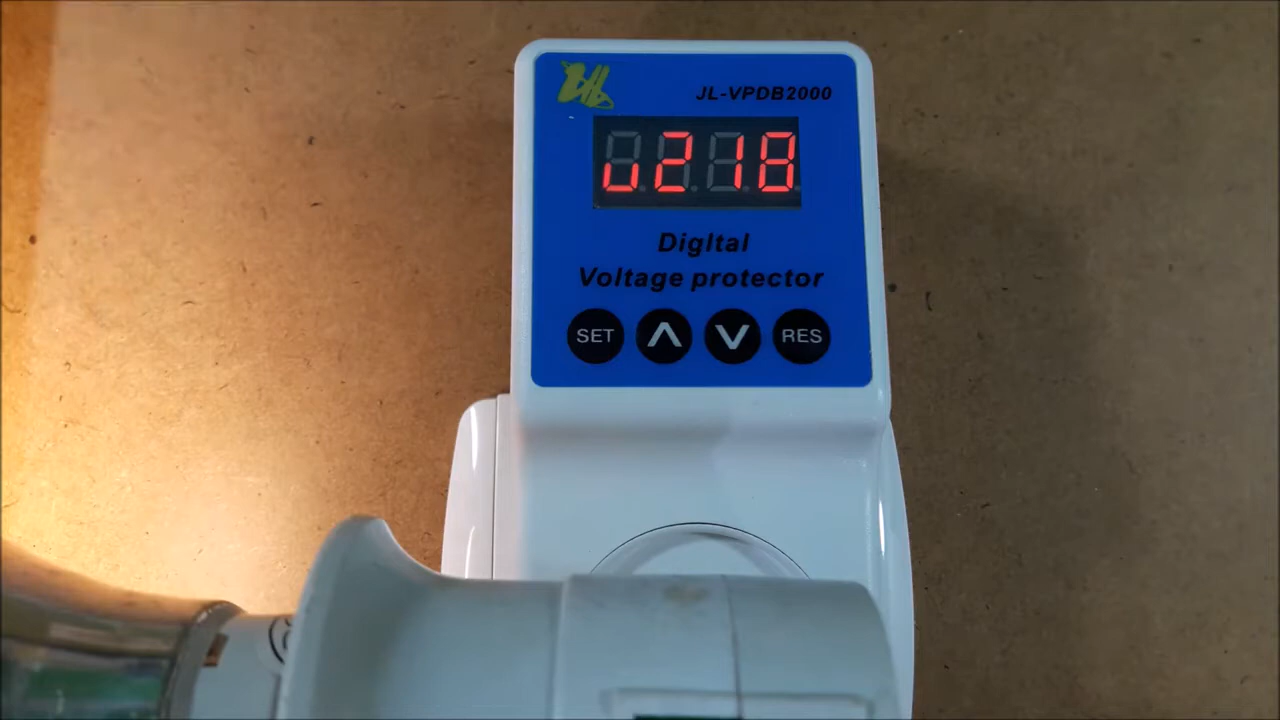 JL-VPDB2000
u218
DigItal
Voltage protector
SET
RES